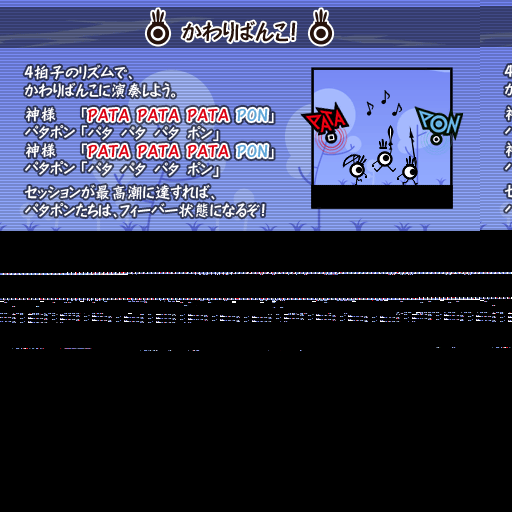 かわりばんこ!
4拍子のリズムで、
かわりばんこに演奏しよう。
神様 「PATA PATA PATA PON」
パタポン「パタ パタ パタ ポン」
神様 「PATA PATA PATA PON」
パタポン「パタ パタ パタ ポン」
セッションが最高潮に達すれば、
パタポンたちは、フィーバー状態になるぞ!
PATA
PON